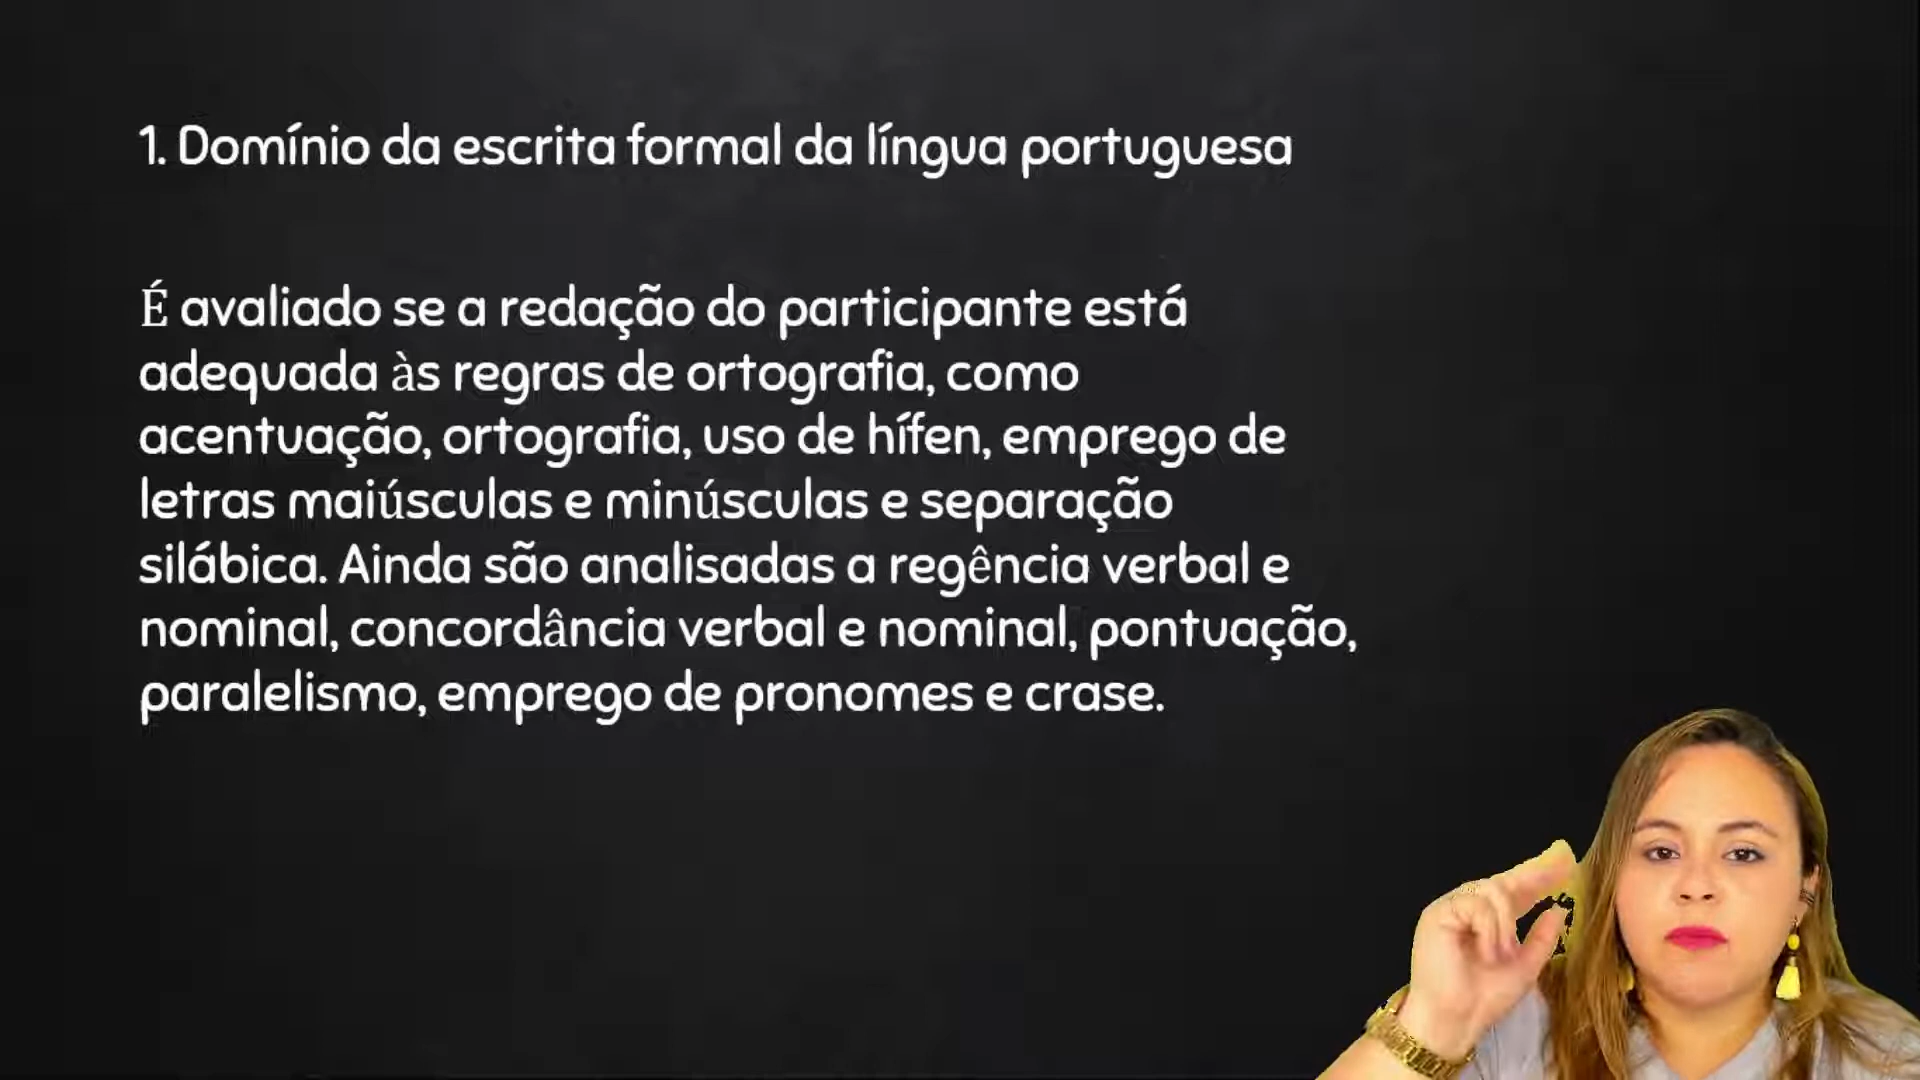 1. Domínio da escrita formal da língua portuguesa
É avaliado se a redação do participante está
adequada às regras de ortografia, como
acentuação, ortografia, uso de hífen, emprego de
letras maiúsculas e minúsculas e separação
silábica. Ainda são analisadas a regência verbal e
nominal, concordância verbal e nominal, pontuação,
paralelismo, emprego de pronomes e crase.